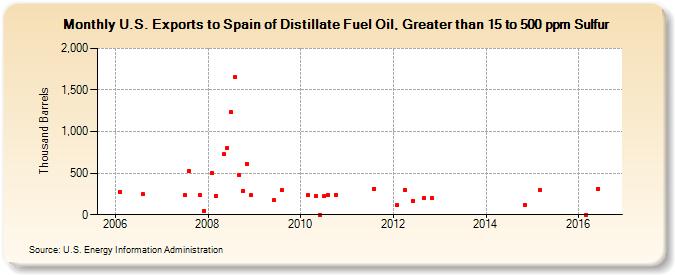 Monthly U.S. Exports to Spain of Distillate Fuel Oil, Greater than 15 to 500 ppm Sulfur
Thousand Barrels
2,000
1,500
1,000
500
0
2006 2008 2010 2012 2014 2016
Source: U.S. Energy Information Administration